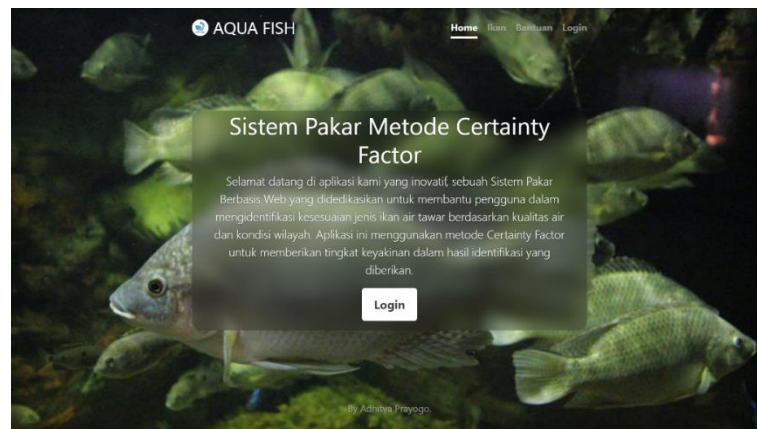 AQUA FISH
Home Ikan Bantuan Login
Sistem Pakar Metode Certainty
Factor
Selamat datang di aplikasi kami yang inovatif, sebuah Sistem Pakar
Berbasis Web yang didedikasikan untuk membantu pengguna dalam
mengidentifikasi kesesuaian jenis ikan air tawar berdasarkan kualitas air
dan kondisi wilayah. Aplikasi ini menggunakan metode Certainty Factor
untuk memberikan tingkat keyakinan dalam hasil identifikasi yang
diberikan.
Login
By Adhitya Prayogo.